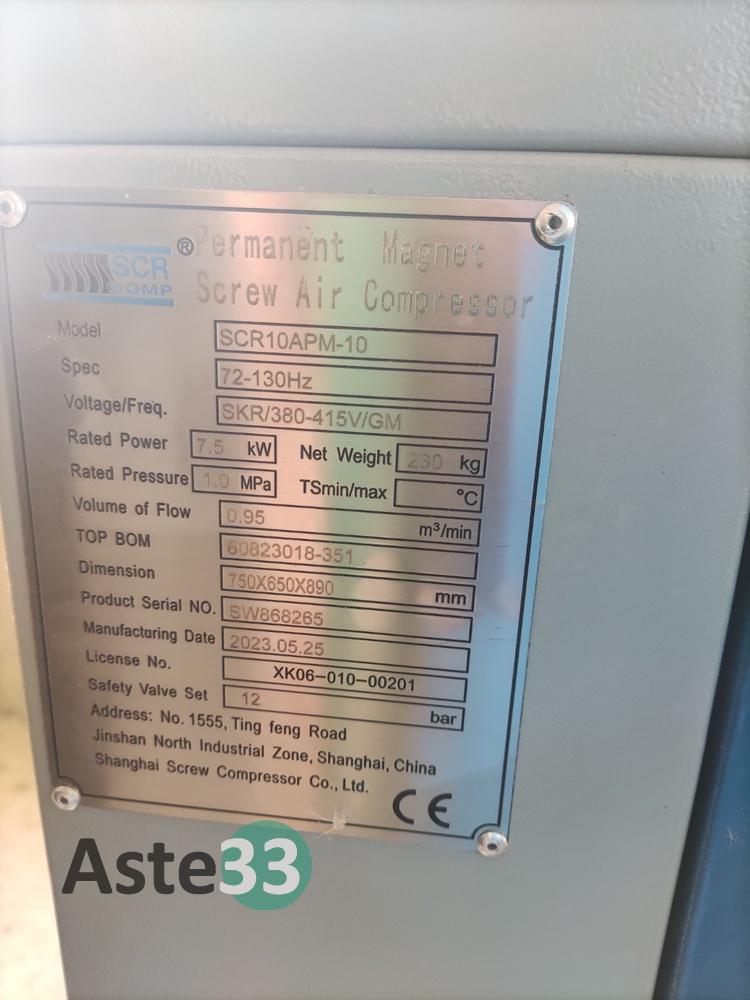 SCR COMP ® Permanent Magnet
Screw Air Compressor
Model SCR10APM-10
Spec 72-130Hz
Voltage/Freq. SKR/380-415V/GM
Rated Power 7.5 kW Net Weight 230 kg
Rated Pressure 1.0 MPa TSmin/max °C
Volume of Flow 0.95 m³/min
TOP BOM 80823018-351
Dimension 750X650X890 mm
Product Serial NO. SW868265
Manufacturing Date 2023.05.25
License No. XK06-010-00201
Safety Valve Set 12 bar
Address: No. 1555, Ting feng Road
Jinshan North Industrial Zone, Shanghai, China
Shanghai Screw Compressor Co., Ltd.
CE
Aste33